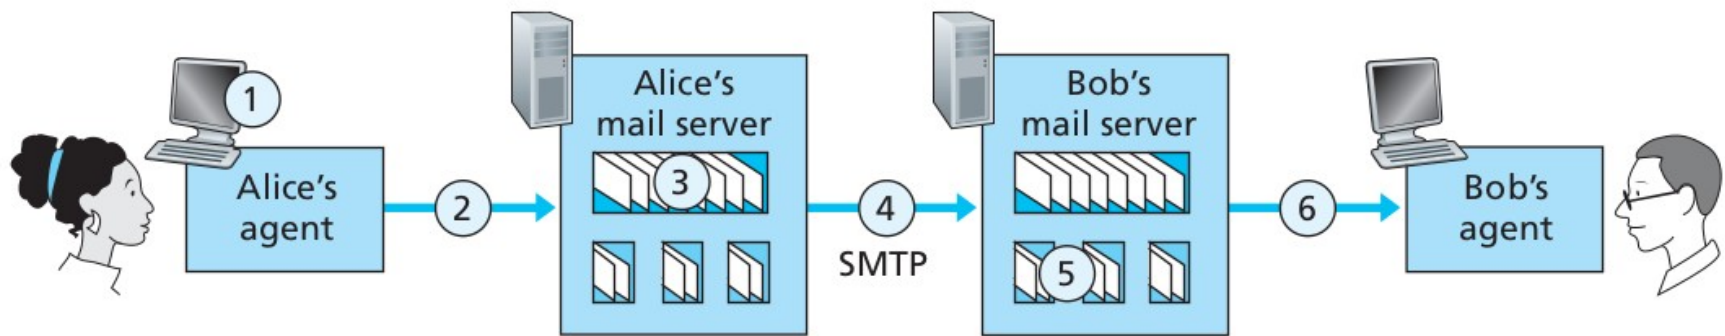 1
Alice's
agent
2
Alice's
mail server
3
4
SMTP
Bob's
mail server
5
6
Bob's
agent